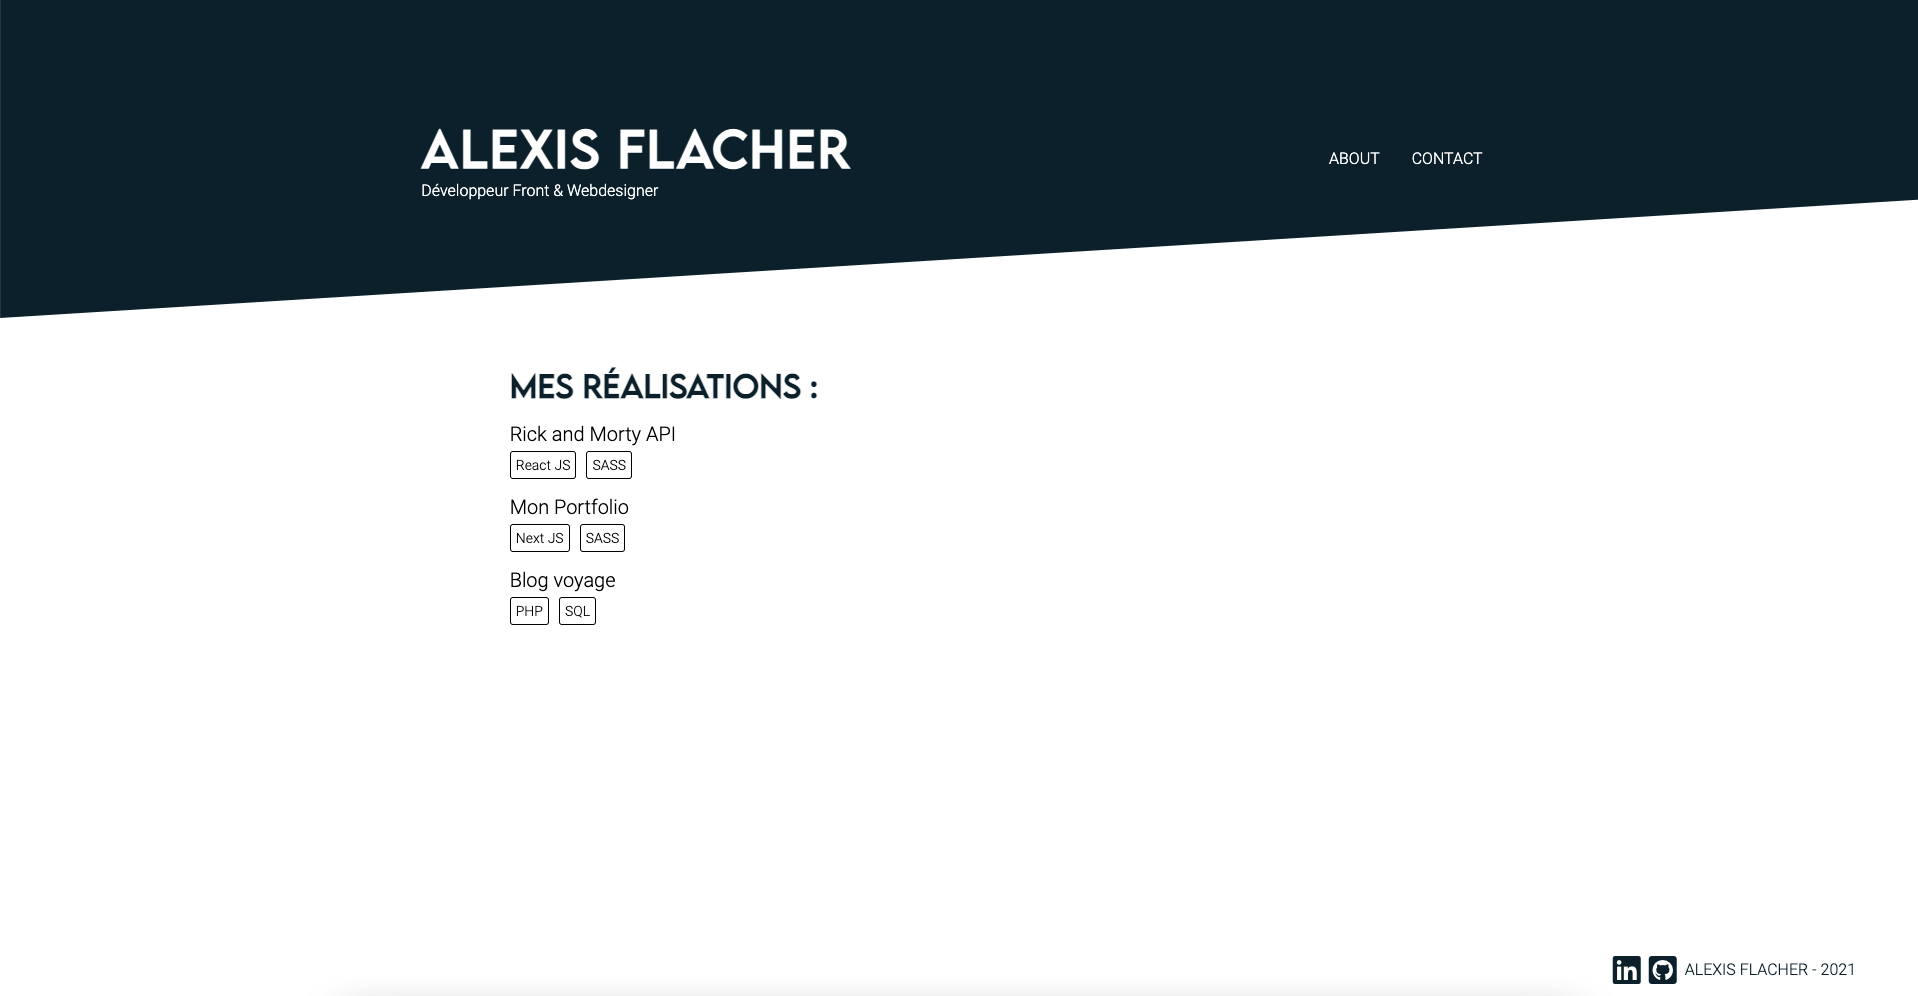 ALEXIS FLACHER
Développeur Front & Webdesigner
ABOUT CONTACT
MES RÉALISATIONS :
Rick and Morty API
React JS SASS
Mon Portfolio
Next JS SASS
Blog voyage
PHP SQL
in ALEXIS FLACHER - 2021